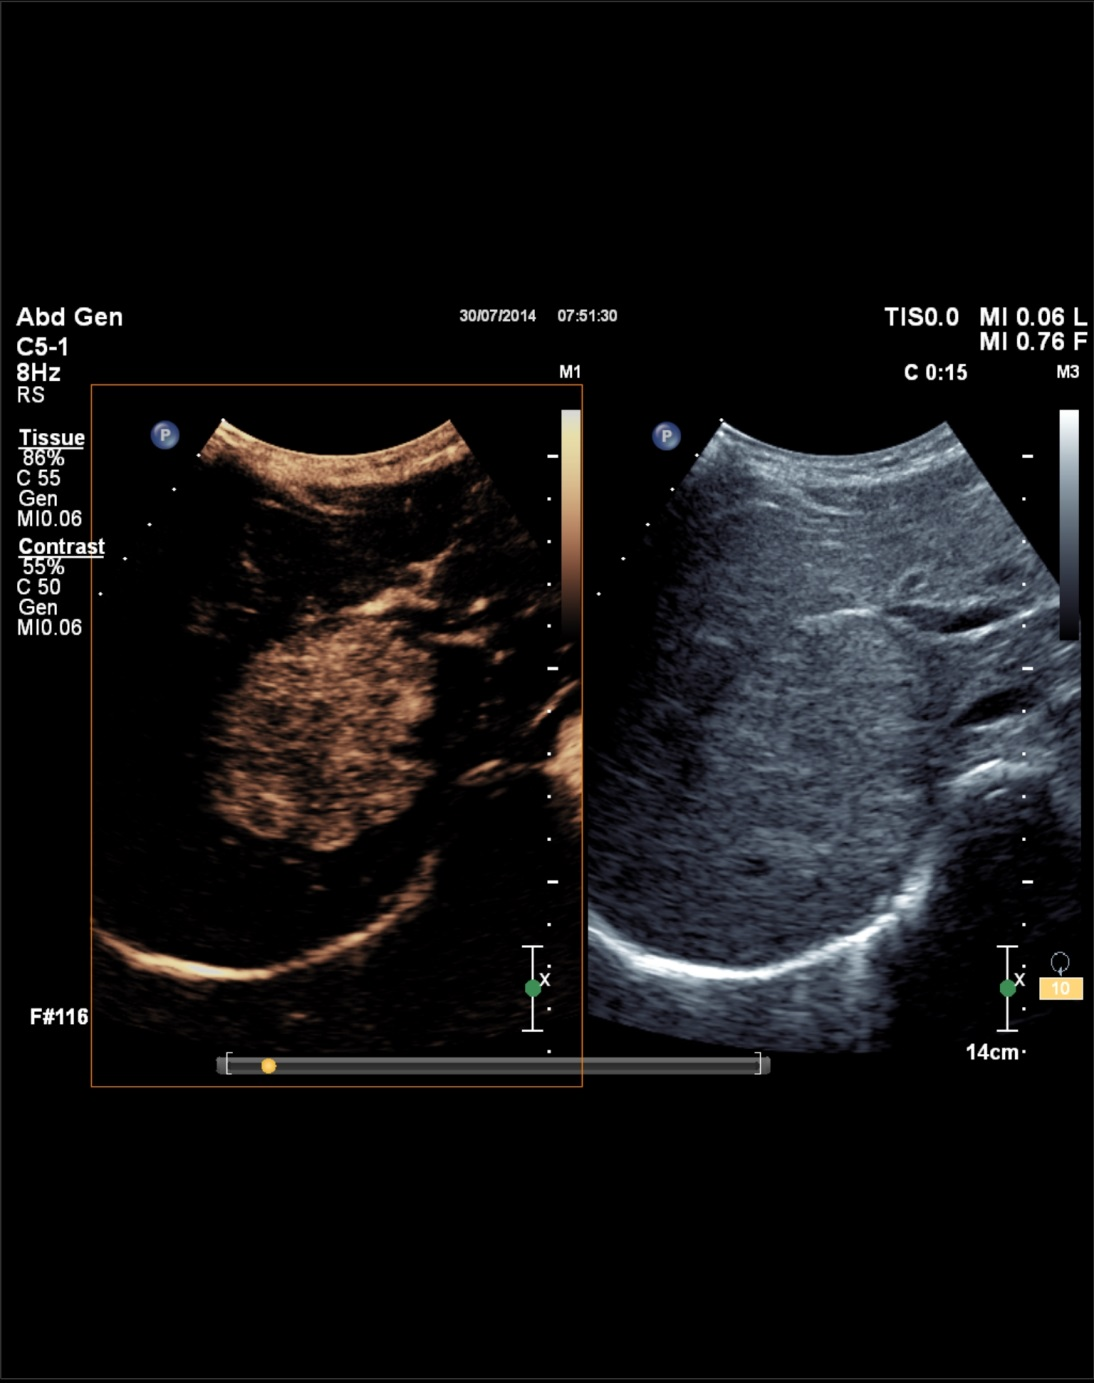 Abd Gen
C5-1
8Hz
RS
30/07/2014 07:51:30
TIS0.0 MI 0.06 L
MI 0.76 F
M1
C 0:15
M3
P
P
Tissue
86%
C 55
Gen
MI0.06
Contrast
55%
C 50
Gen
MI0.06
X
X
10
F#116
14cm